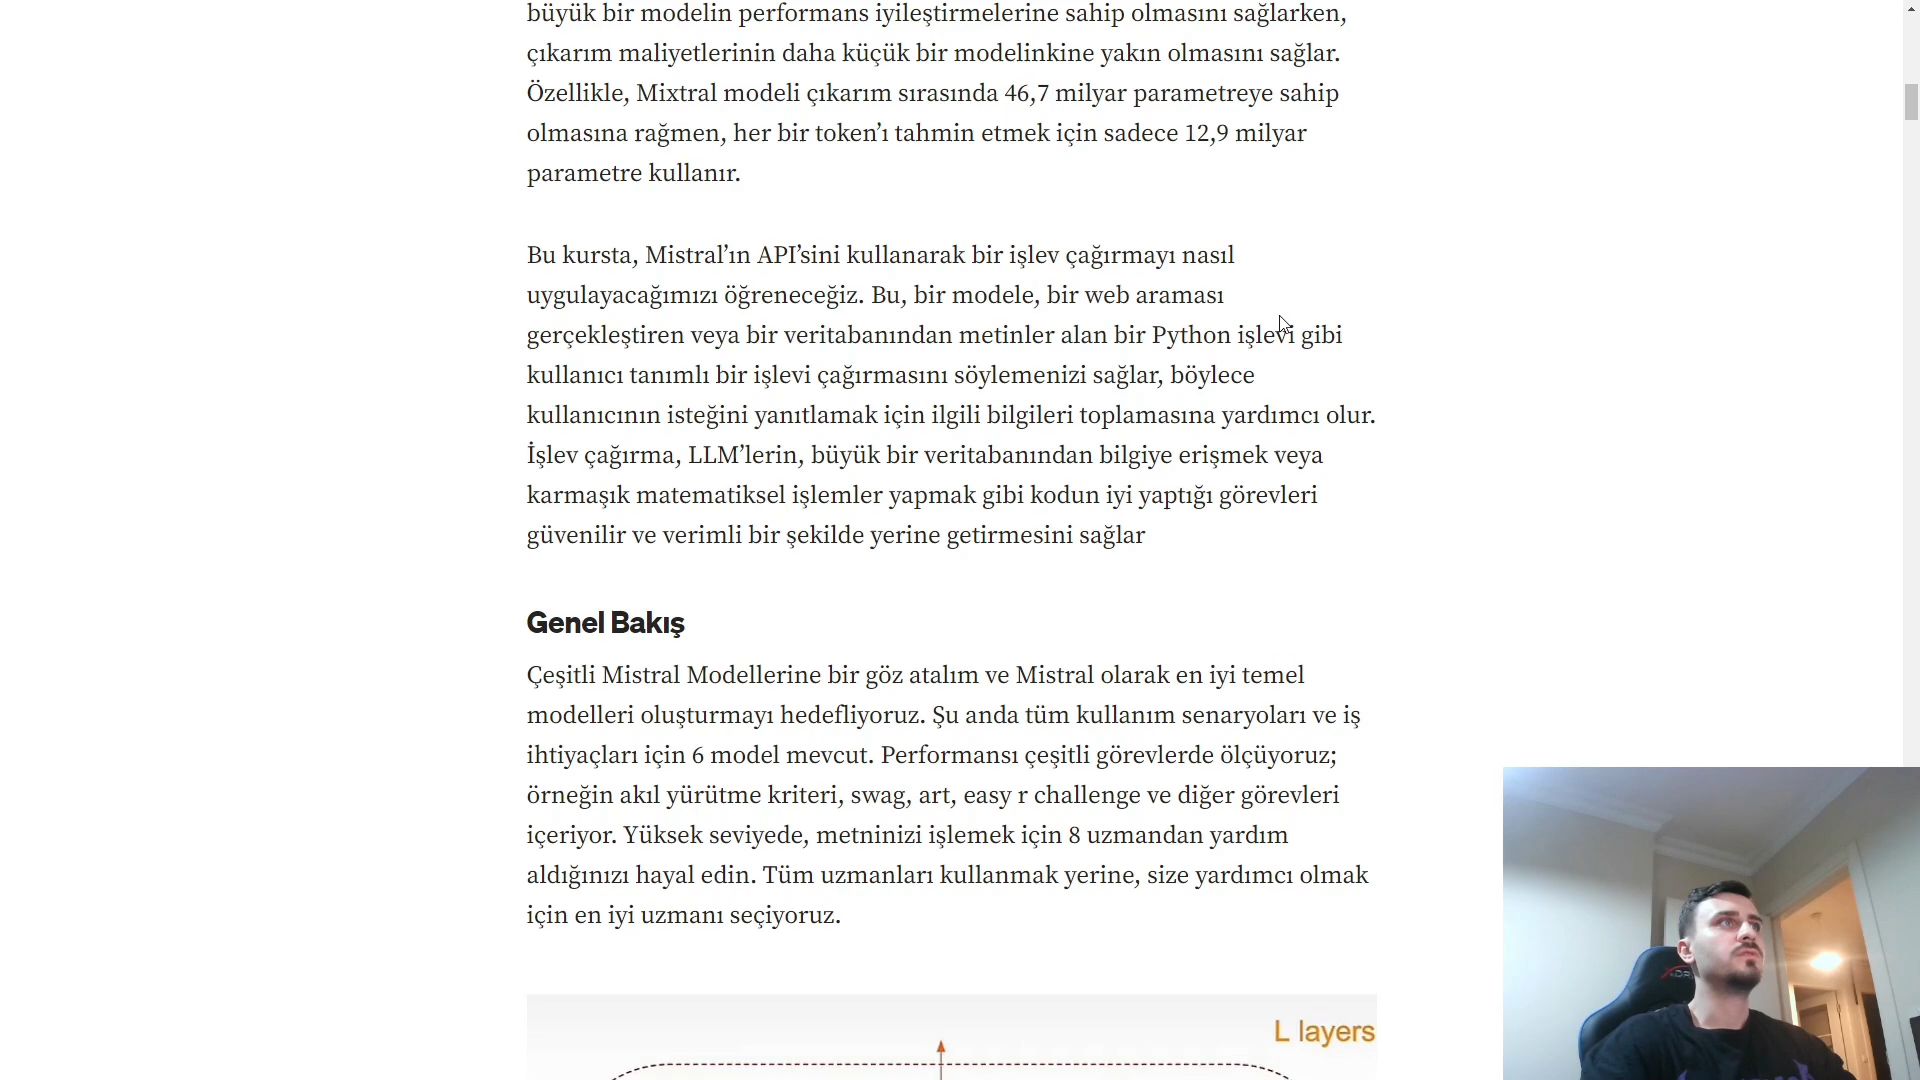 büyük bir modelin performans iyileştirmelerine sahip olmasını sağlarken,
çıkarım maliyetlerinin daha küçük bir modelinkine yakın olmasını sağlar.
Özellikle, Mixtral modeli çıkarım sırasında 46,7 milyar parametreye sahip
olmasına rağmen, her bir token’ı tahmin etmek için sadece 12,9 milyar
parametre kullanır.
Bu kursta, Mistral’ın API’sini kullanarak bir işlev çağırmayı nasıl
uygulayacağımızı öğreneceğiz. Bu, bir modele, bir web araması
gerçekleştiren veya bir veritabanından metinler alan bir Python işlevi gibi
kullanıcı tanımlı bir işlevi çağırmasını söylemenizi sağlar, böylece
kullanıcının isteğini yanıtlamak için ilgili bilgileri toplamasına yardımcı olur.
İşlev çağırma, LLM’lerin, büyük bir veritabanından bilgiye erişmek veya
karmaşık matematiksel işlemler yapmak gibi kodun iyi yaptığı görevleri
güvenilir ve verimli bir şekilde yerine getirmesini sağlar
Genel Bakış
Çeşitli Mistral Modellerine bir göz atalım ve Mistral olarak en iyi temel
modelleri oluşturmayı hedefliyoruz. Şu anda tüm kullanım senaryoları ve iş
ihtiyaçları için 6 model mevcut. Performansı çeşitli görevlerde ölçüyoruz;
örneğin akıl yürütme kriteri, swag, art, easy r challenge ve diğer görevleri
içeriyor. Yüksek seviyede, metninizi işlemek için 8 uzmandan yardım
aldığınızı hayal edin. Tüm uzmanları kullanmak yerine, size yardımcı olmak
için en iyi uzmanı seçiyoruz.
L layers